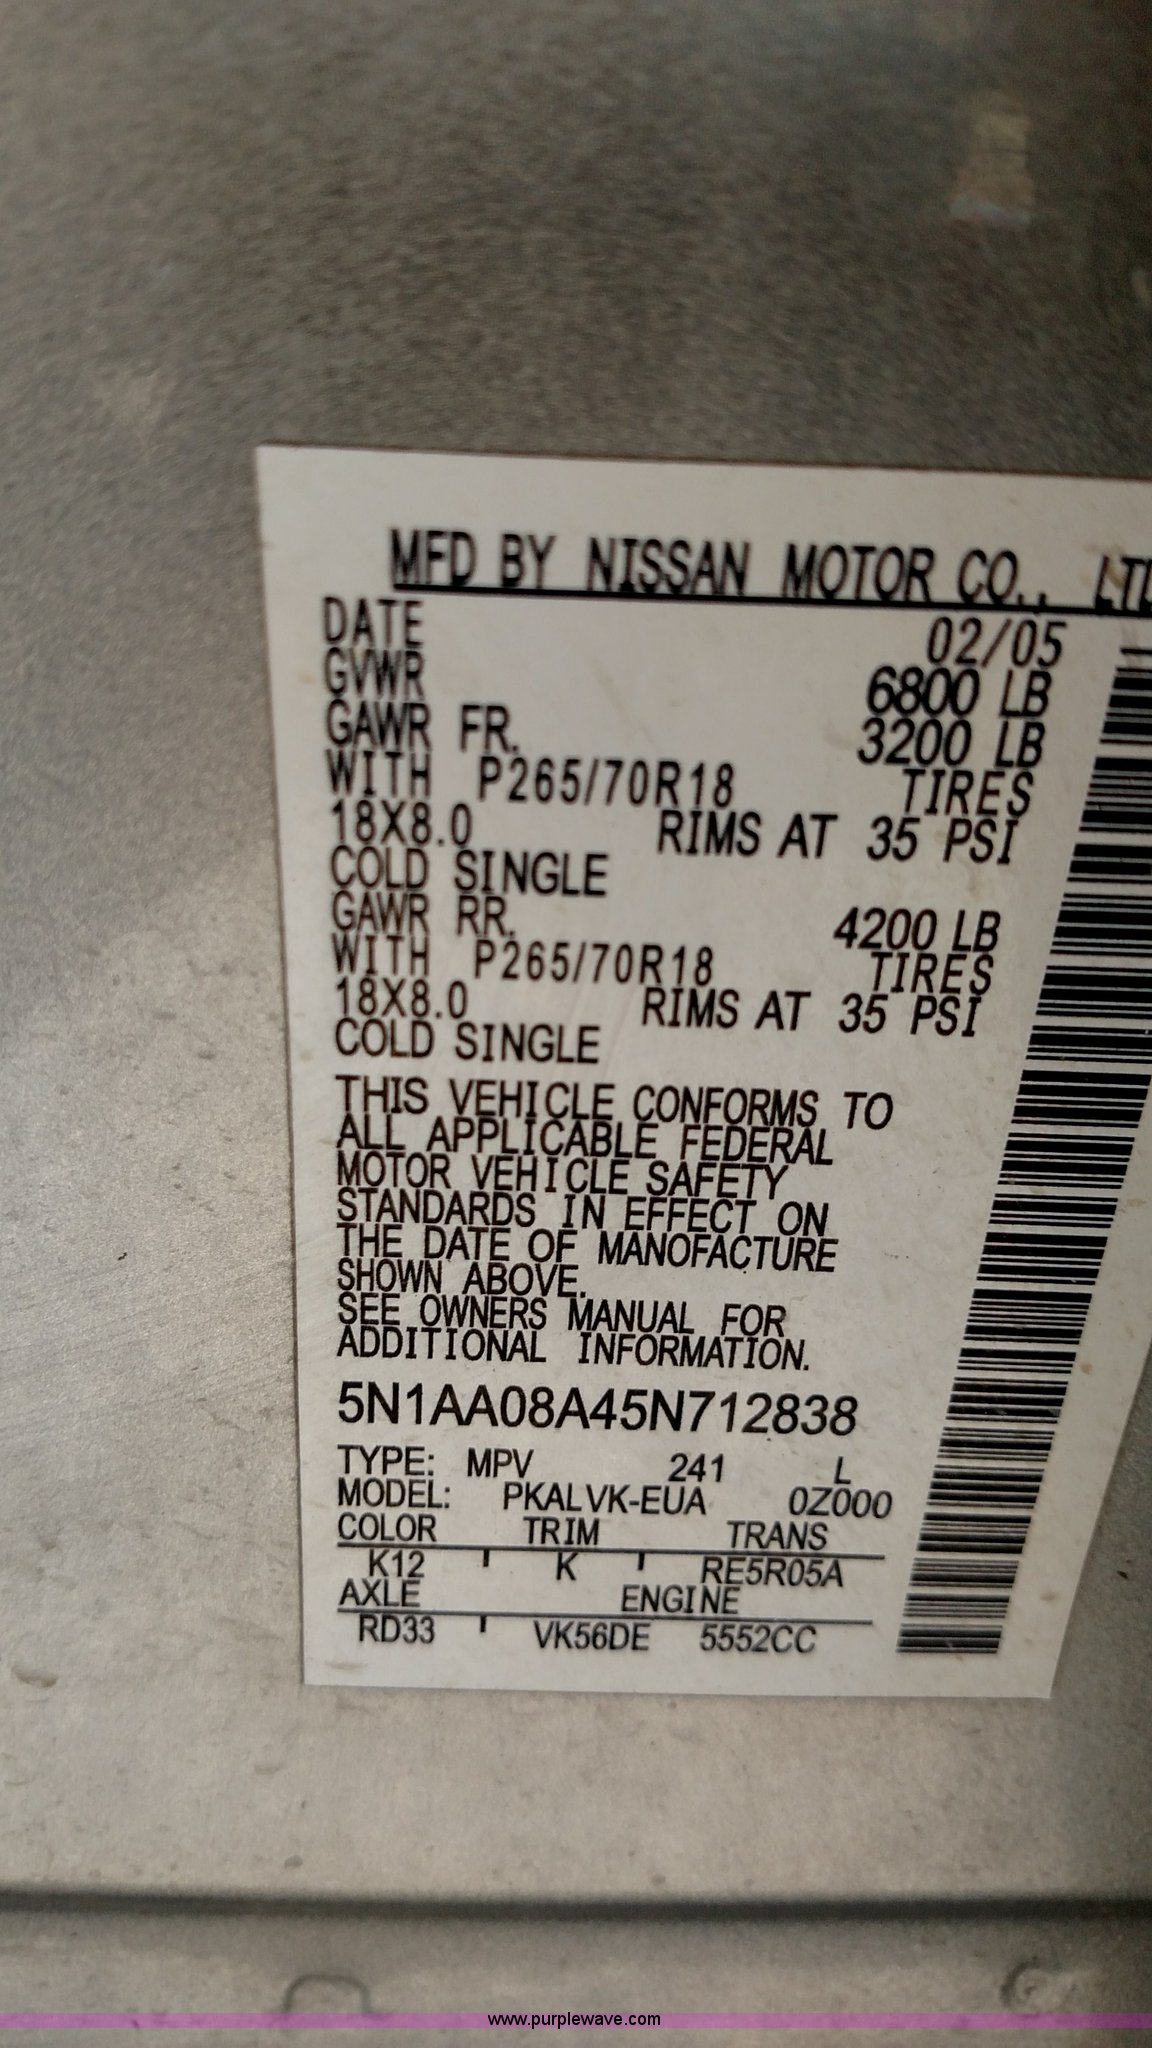 MFD BY NISSAN MOTOR CO., LTD
DATE 02/05
GVWR 6800 LB
GAWR FR. 3200 LB
WITH P265/70R18 TIRES
18X8.0 RIMS AT 35 PSI
COLD SINGLE
GAWR RR. 4200 LB
WITH P265/70R18 TIRES
18X8.0 RIMS AT 35 PSI
COLD SINGLE
THIS VEHICLE CONFORMS TO
ALL APPLICABLE FEDERAL
MOTOR VEHICLE SAFETY
STANDARDS IN EFFECT ON
THE DATE OF MANOFACTURE
SHOWN ABOVE.
SEE OWNERS MANUAL FOR
ADDITIONAL INFORMATION.
5N1AA08A45N712838
TYPE: MPV 241 L
MODEL: PKALVK-EUA 0Z000
COLOR TRIM TRANS
K12 K RE5R05A
AXLE ENGINE
RD33 VK56DE 5552CC
www.purplewave.com